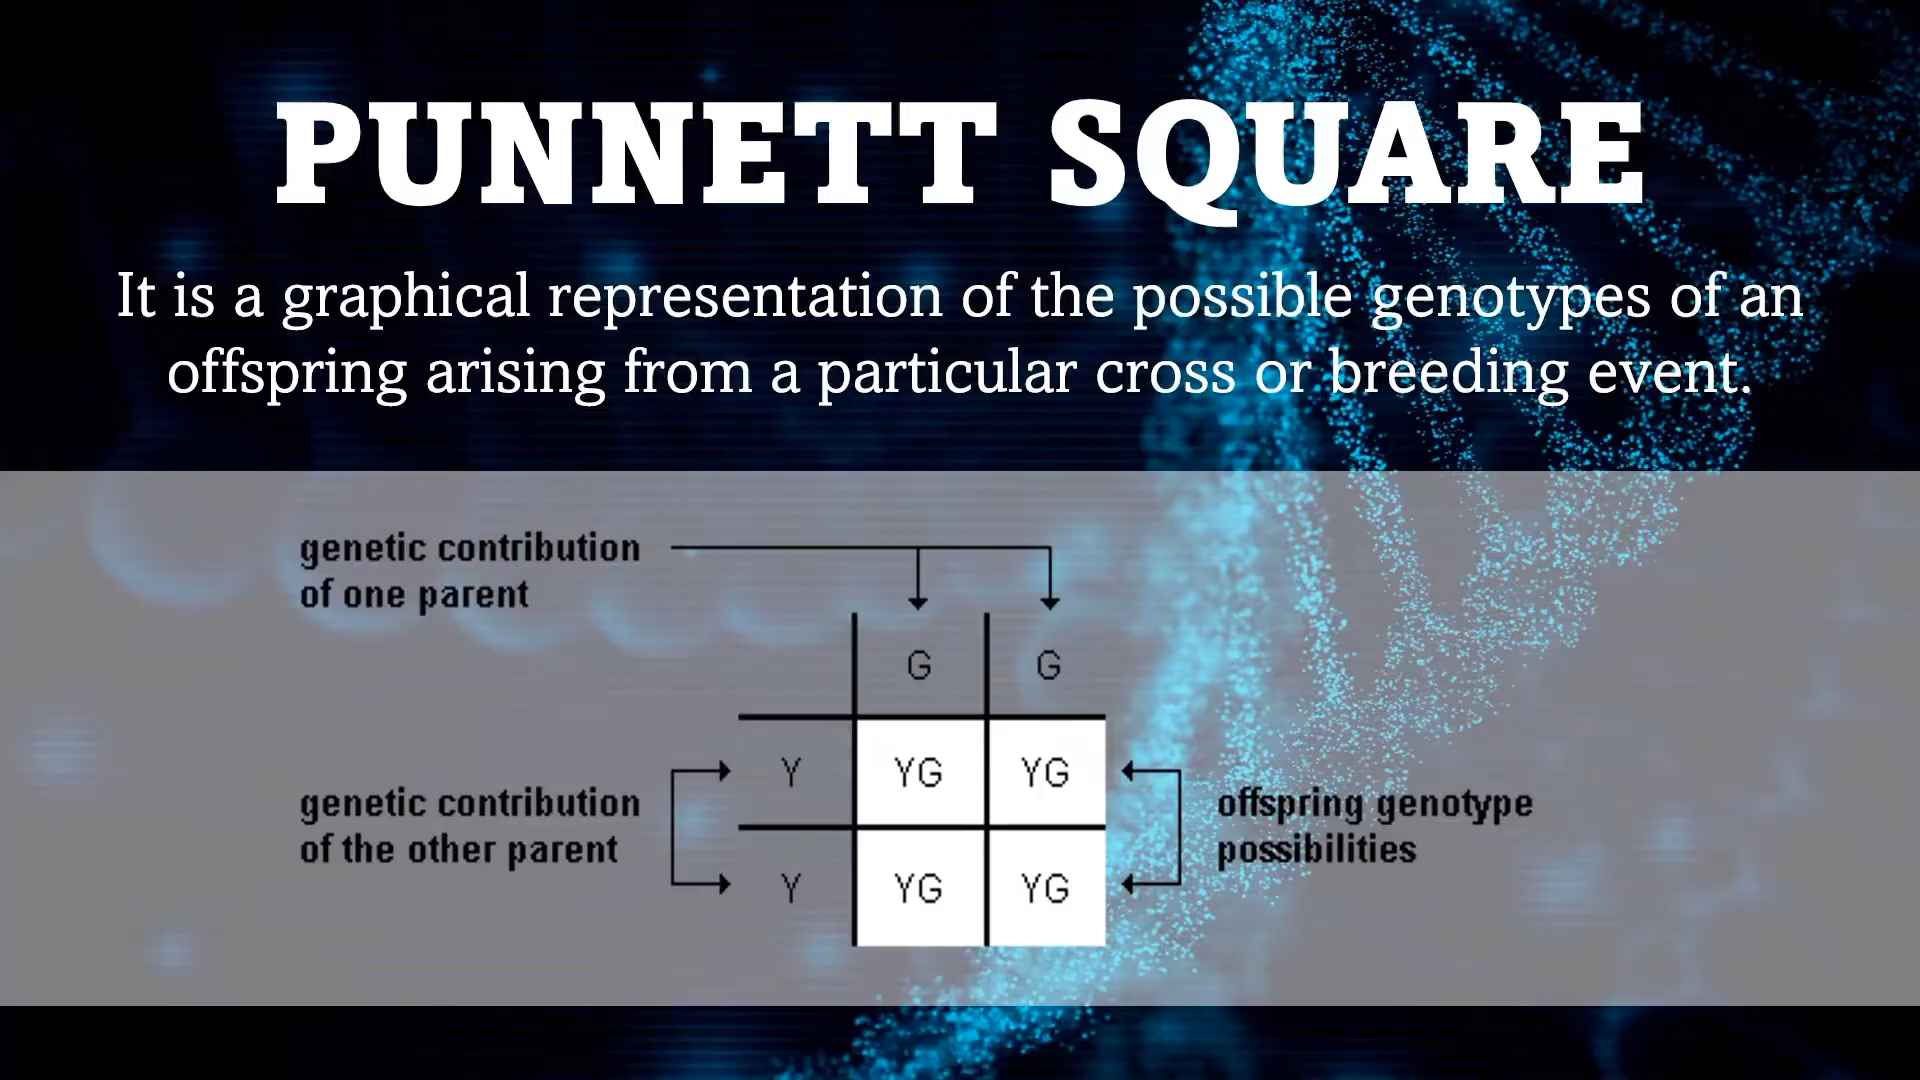 PUNNETT SQUARE
It is a graphical representation of the possible genotypes of an
offspring arising from a particular cross or breeding event.
genetic contribution
of one parent
G G
Y YG YG
genetic contribution
of the other parent
offspring genotype
possibilities
Y YG YG